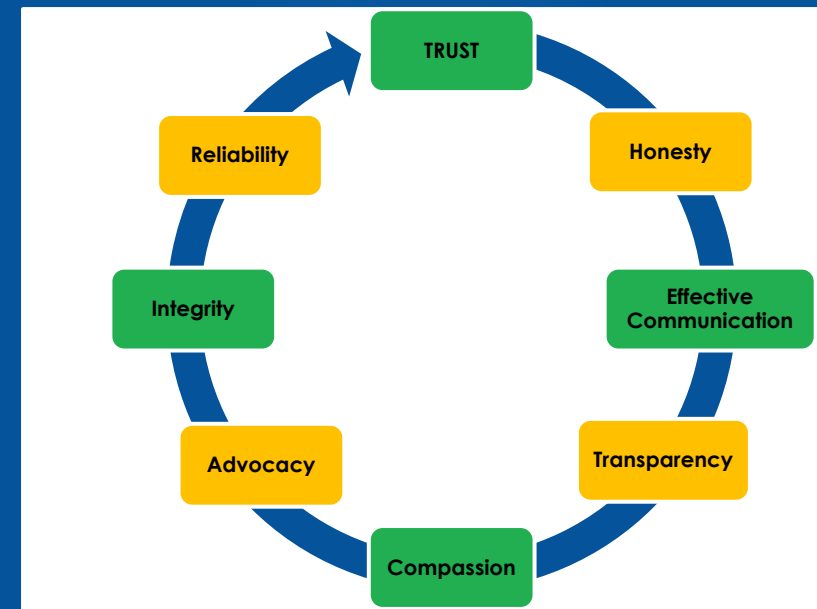 TRUST
Honesty
Effective
Communication
Transparency
Compassion
Advocacy
Integrity
Reliability